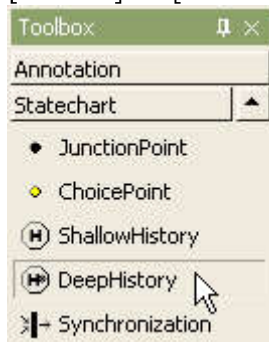 Toolbox
Annotation
Statechart
JunctionPoint
ChoicePoint
H ShallowHistory
H* DeepHistory
Synchronization